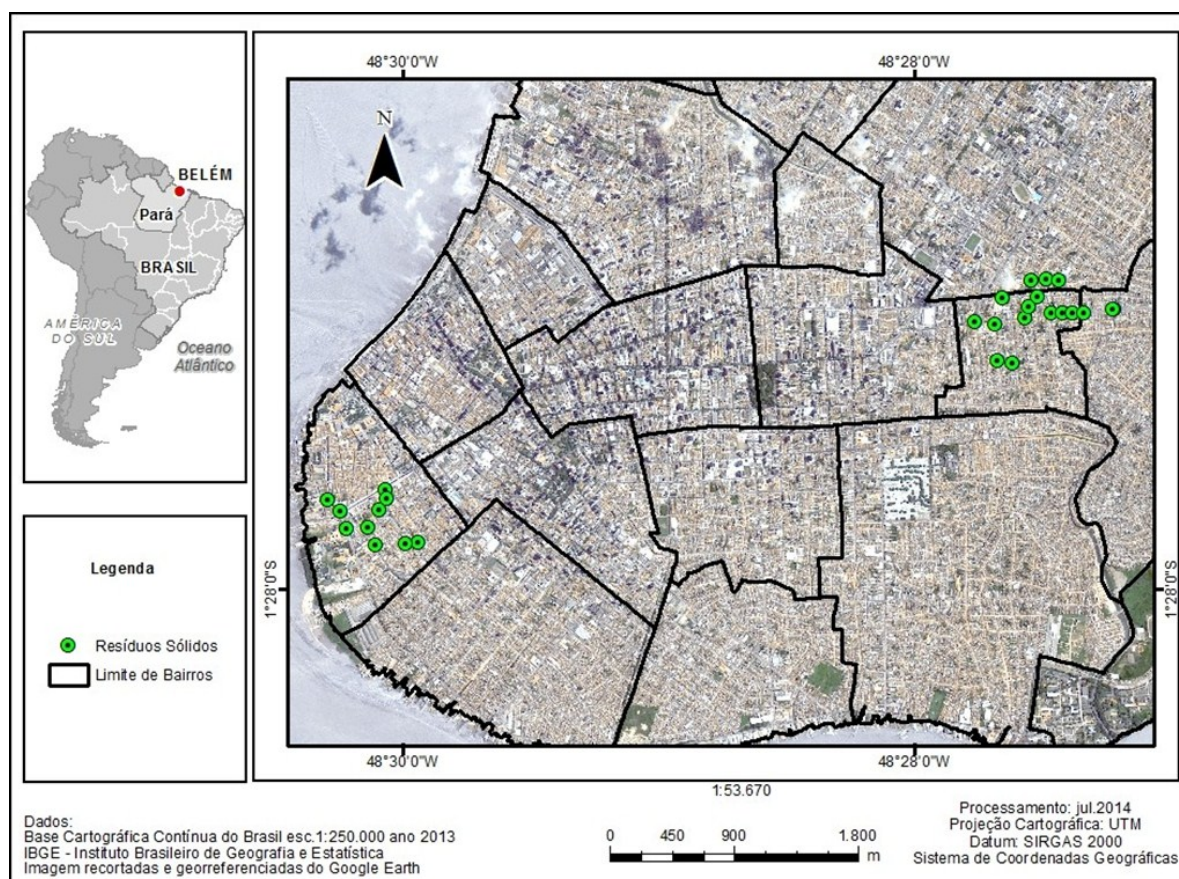 BELÉM
Pará
BRASIL
AMÉRICA
DO SUL
Oceano
Atlântico
Legenda
Resíduos Sólidos
Limite de Bairros
48°30'0"W
48°28'0"W
N
1°28'0"S
1°28'0"S
48°30'0"W
48°28'0"W
1:53.670
Dados:
Base Cartográfica Contínua do Brasil esc.1:250.000 ano 2013
IBGE - Instituto Brasileiro de Geografia e Estatística
Imagem recortadas e georreferenciados do Google Earth
0 450 900 1.800
m
Processamento: jul.2014
Projeção Cartográfica: UTM
Datum: SIRGAS 2000
Sistema de Coordenadas Geográficas